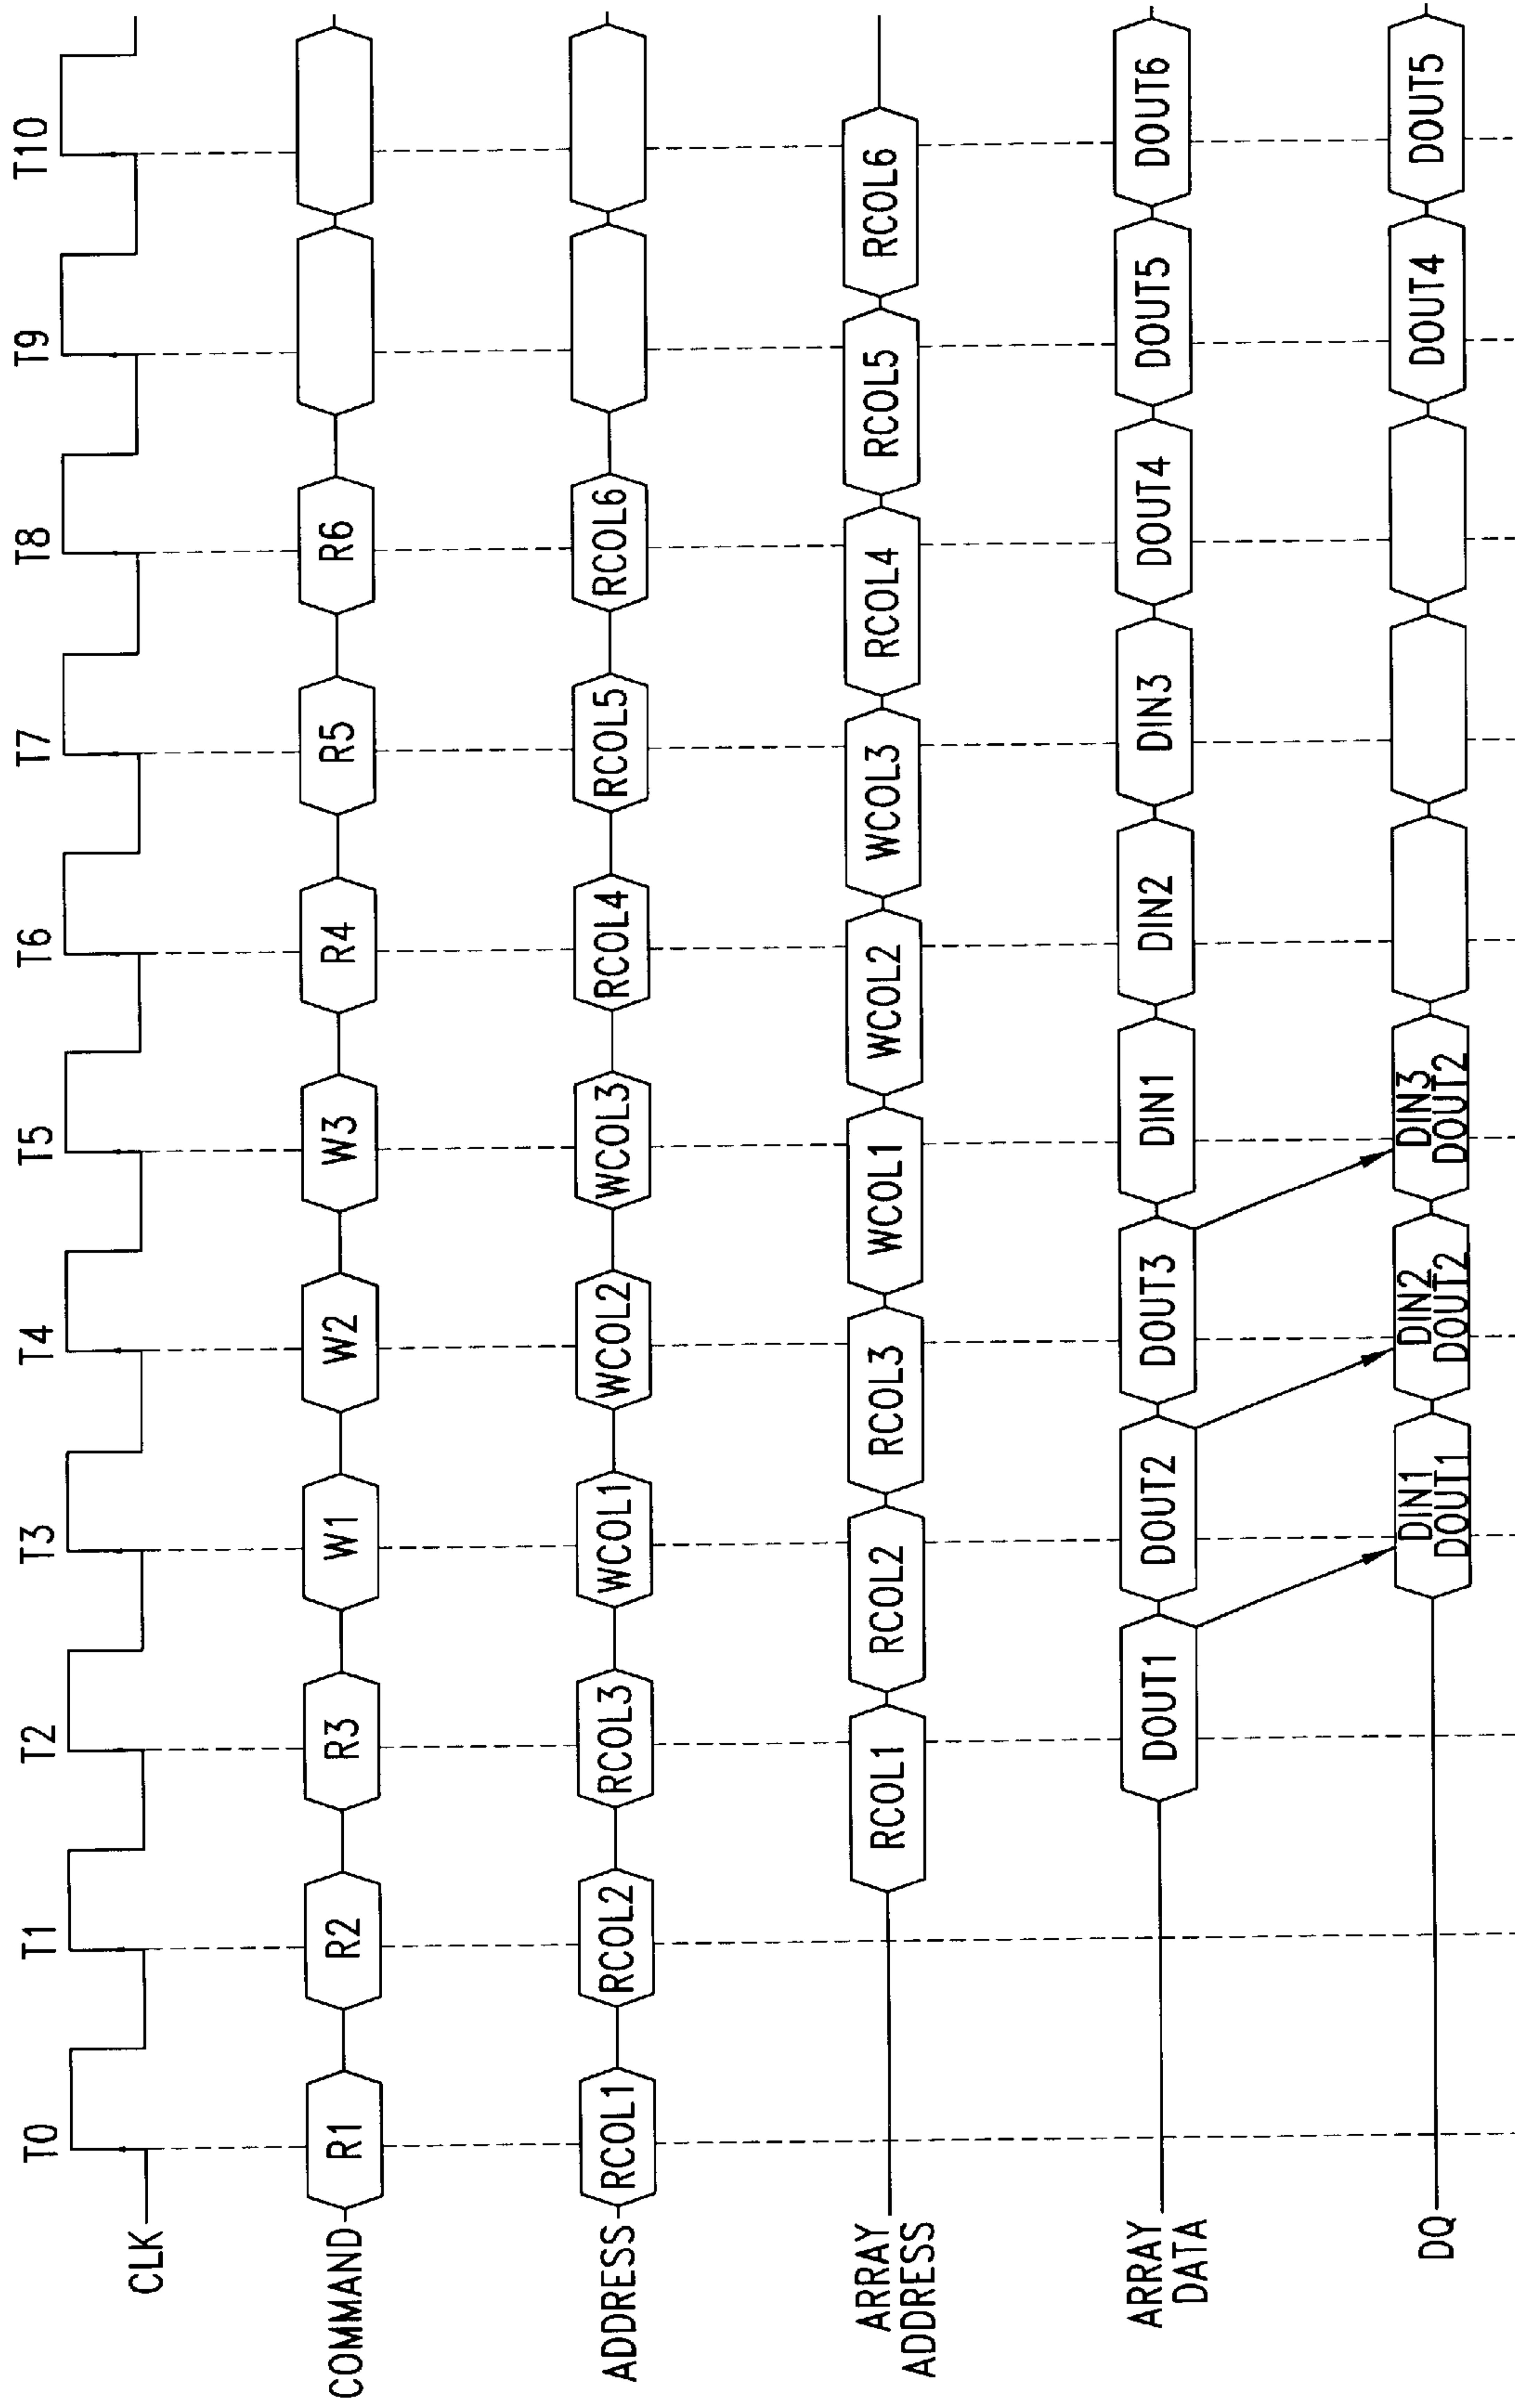 T0 T1 T2 T3 T4 T5 T6 T7 T8 T9 T10
CLK
COMMAND R1 R2 R3 W1 W2 W3 R4 R5 R6
ADDRESS RCOL1 RCOL2 RCOL3 WCOL1 WCOL2 WCOL3 RCOL4 RCOL5 RCOL6
ARRAY
ADDRESS RCOL1 RCOL2 RCOL3 WCOL1 WCOL2 WCOL3 RCOL4 RCOL5 RCOL6
ARRAY
DATA DOUT1 DOUT2 DOUT3 DIN1 DIN2 DIN3 DOUT4 DOUT5 DOUT6
DQ DIN1 DIN2 DIN3 DOUT4 DOUT5
DOUT1 DOUT2 DOUT2